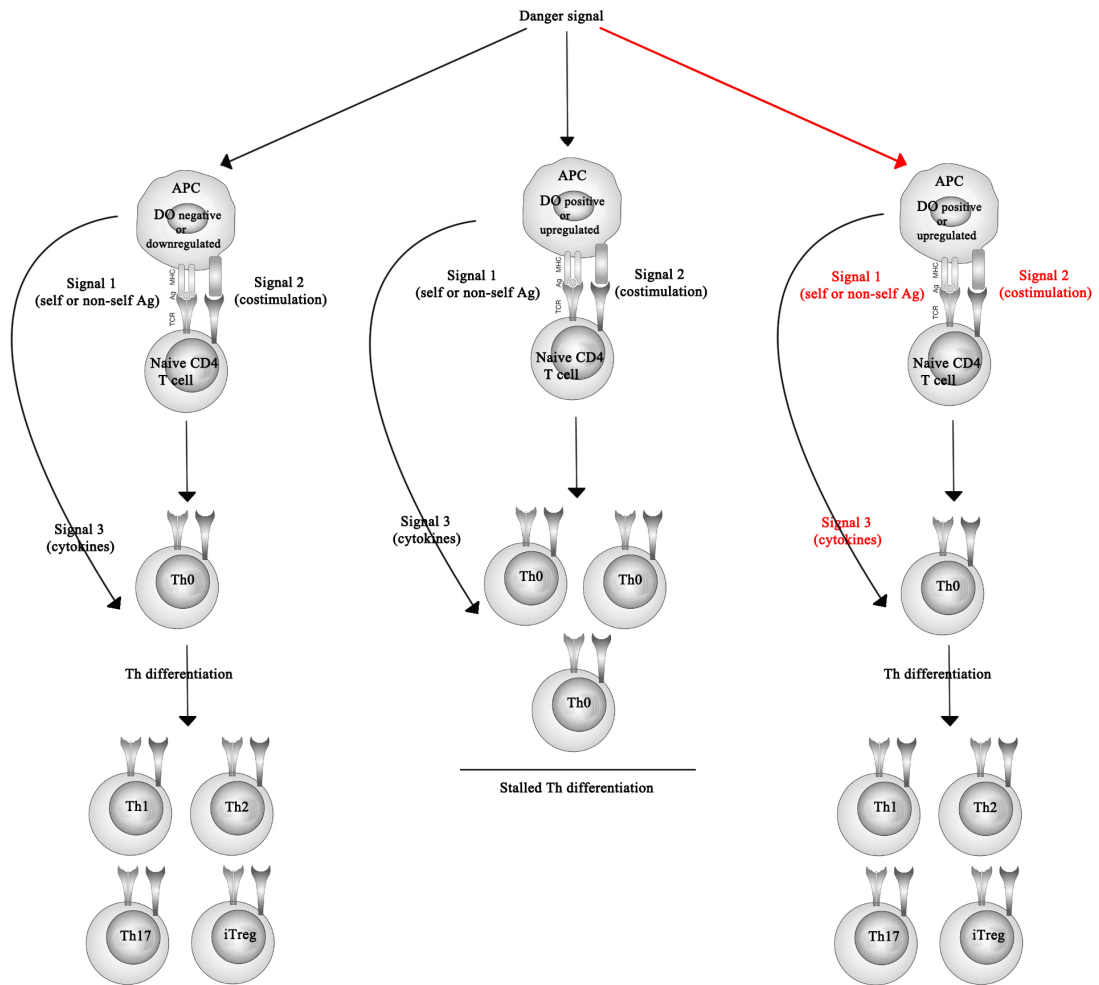 Danger signal
APC
DO negative
or
downregulated
Signal 1
(self or non-self Ag)
MHC
Ag
TCR
Signal 2
(costimulation)
Naive CD4
T cell
Signal 3
(cytokines)
Th0
Th differentiation
Th1
Th2
Th17
iTreg
APC
DO positive
or
upregulated
Signal 1
(self or non-self Ag)
MHC
Ag
TCR
Signal 2
(costimulation)
Naive CD4
T cell
Signal 3
(cytokines)
Th0
Th0
Th0
Stalled Th differentiation
APC
DO positive
or
upregulated
Signal 1
(self or non-self Ag)
MHC
Ag
TCR
Signal 2
(costimulation)
Naive CD4
T cell
Signal 3
(cytokines)
Th0
Th differentiation
Th1
Th2
Th17
iTreg